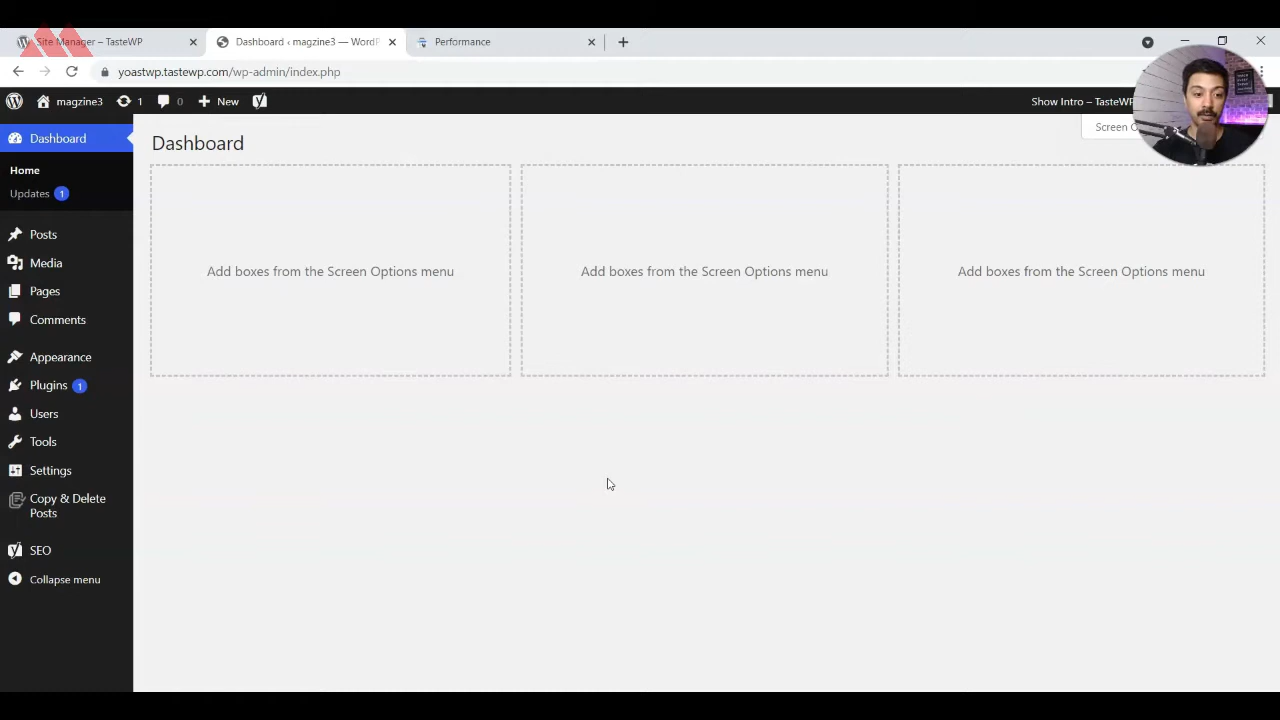 Site Manager – TasteWP
Dashboard ‹ magzine3 — WordP
Performance
yoastwp.tastewp.com/wp-admin/index.php
magzine3
1
0
New
Show Intro – TasteWP
Dashboard
Home
Updates 1
Posts
Media
Pages
Comments
Appearance
Plugins 1
Users
Tools
Settings
Copy & Delete
Posts
SEO
Collapse menu
Dashboard
Screen O
Add boxes from the Screen Options menu
Add boxes from the Screen Options menu
Add boxes from the Screen Options menu